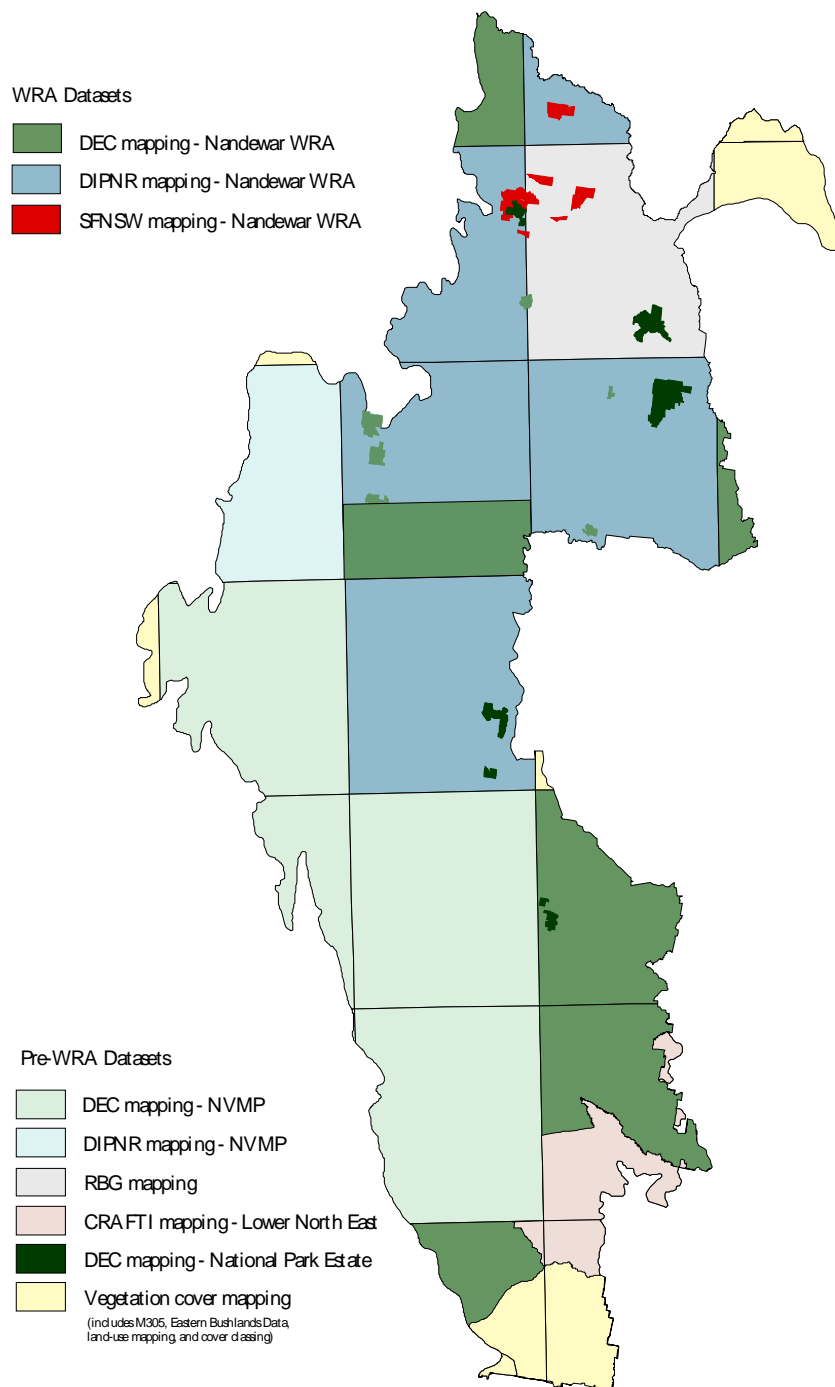 WRA Datasets
DEC mapping - Nandewar WRA
DIPNR mapping - Nandewar WRA
SFNSW mapping - Nandewar WRA
Pre-WRA Datasets
DEC mapping - NVMP
DIPNR mapping - NVMP
RBG mapping
CRAFTI mapping - Lower North East
DEC mapping - National Park Estate
Vegetation cover mapping
(includes M305, Eastern Bushlands Data,
land-use mapping, and cover classing)